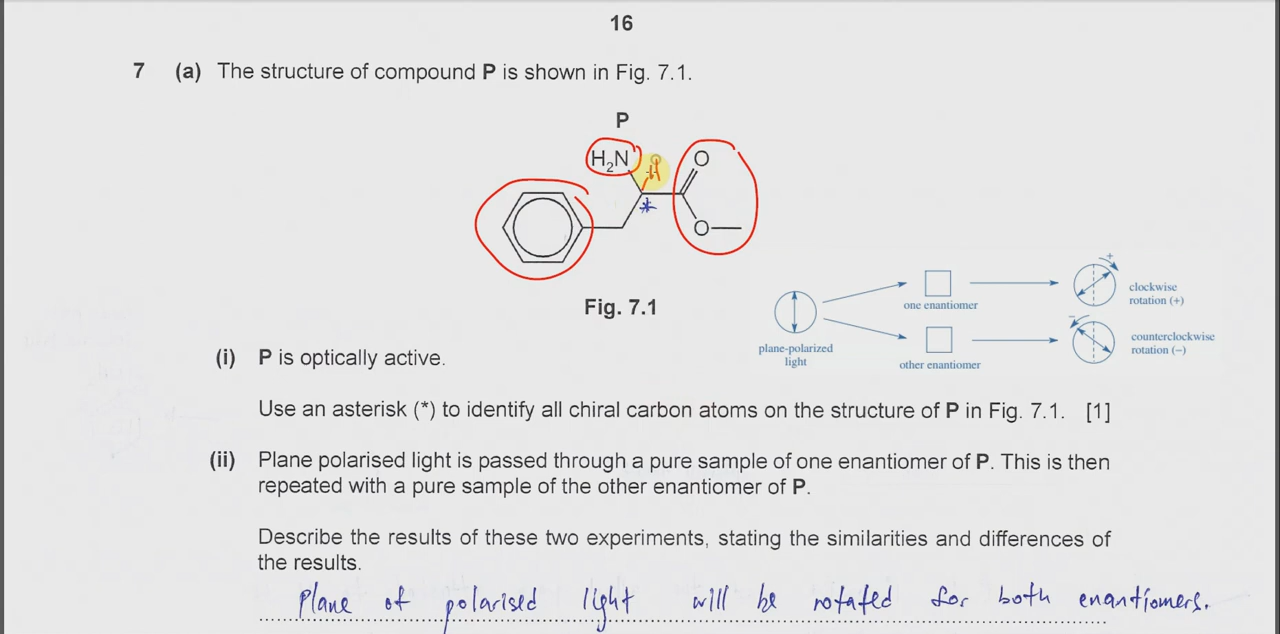 16
7 (a) The structure of compound P is shown in Fig. 7.1.
P
H₂N H O
*
O
Fig. 7.1
+
clockwise
rotation (+)
one enantiomer
−
counterclockwise
rotation (−)
plane-polarized
light
other enantiomer
(i) P is optically active.
Use an asterisk (*) to identify all chiral carbon atoms on the structure of P in Fig. 7.1. [1]
(ii) Plane polarised light is passed through a pure sample of one enantiomer of P. This is then
repeated with a pure sample of the other enantiomer of P.
Describe the results of these two experiments, stating the similarities and differences of
the results.
Plane of polarised light will be rotated for both enantiomers.